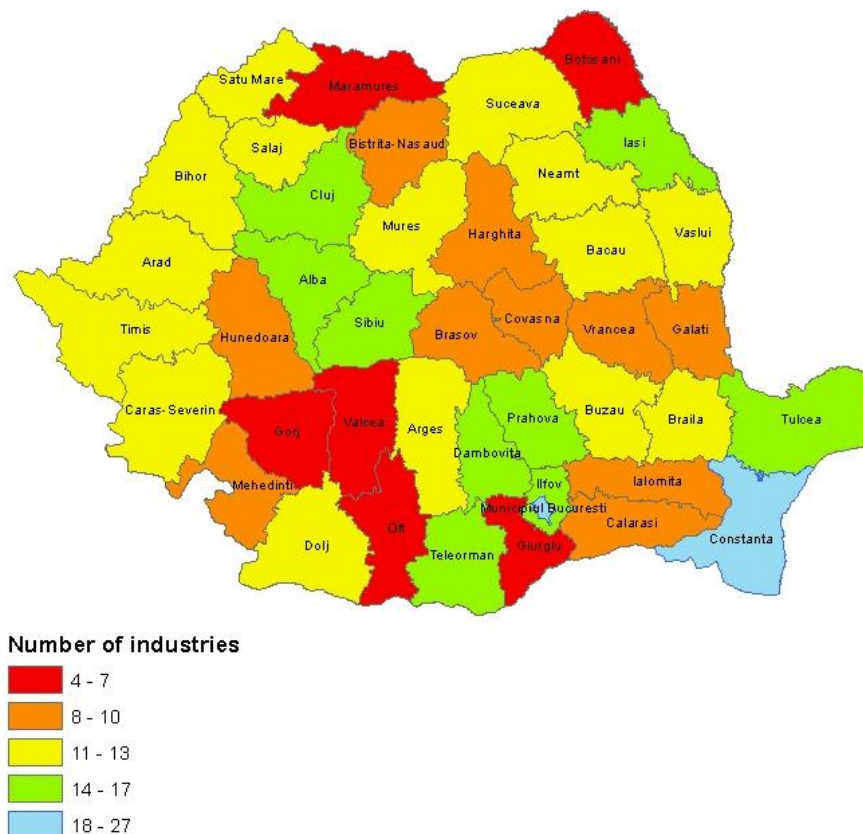 Botosani
Satu Mare
Maramures
Suceava
Iasi
Bistrita-Nasaud
Salaj
Neamt
Bihor
Cluj
Mures
Harghita
Vaslui
Bacau
Arad
Alba
Covasna
Sibiu
Timis
Hunedoara
Brasov
Vrancea
Galati
Caras-Severin
Buzau
Prahova
Braila
Tulcea
Valcea
Arges
Gorj
Dambovita
Mehedinti
Ilfov
Ialomita
Municipiul Bucuresti
Calarasi
Olt
Constanta
Dolj
Giurgiu
Teleorman
Number of industries
4 - 7
8 - 10
11 - 13
14 - 17
18 - 27